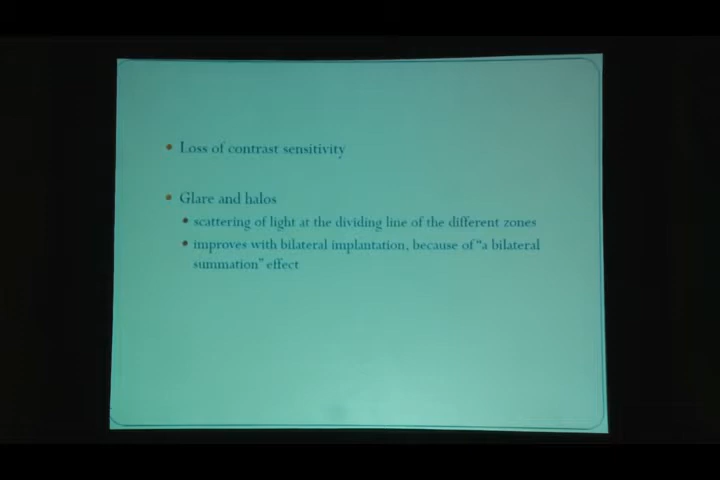 Loss of contrast sensitivity
Glare and halos
scattering of light at the dividing line of the different zones
improves with bilateral implantation, because of “a bilateral
summation” effect